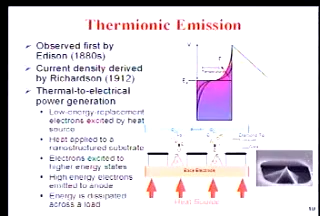 Thermionic Emission
Observed first by
Edison (1880s)
Current density derived
by Richardson (1912)
Thermal-to-electrical
power generation
Low-energy-replacement
electrons excited by heat
source
Heat applied to a
nanostructured substrate
Electrons excited to
higher energy states
High energy electrons
emitted to anode
Energy is dissipated
across a load
Base Electrode
Heat Source